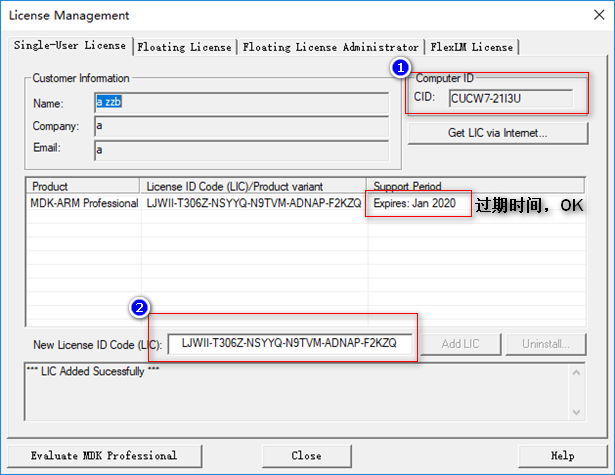 License Management
Single-User License Floating License Floating License Administrator FlexLM License
1
Customer Information
Name: a zzb
Company: a
Email: a
Computer ID
CID: CUCW7-21I3U
Get LIC via Internet...
Product License ID Code (LIC)/Product variant Support Period
MDK-ARM Professional LJWII-T306Z-NSYYQ-N9TVM-ADNAP-F2KZQ Expires: Jan 2020 过期时间，OK
2
New License ID Code (LIC): LJWII-T306Z-NSYYQ-N9TVM-ADNAP-F2KZQ Add LIC Uninstall...
*** LIC Added Sucessfully ***
Evaluate MDK Professional Close Help